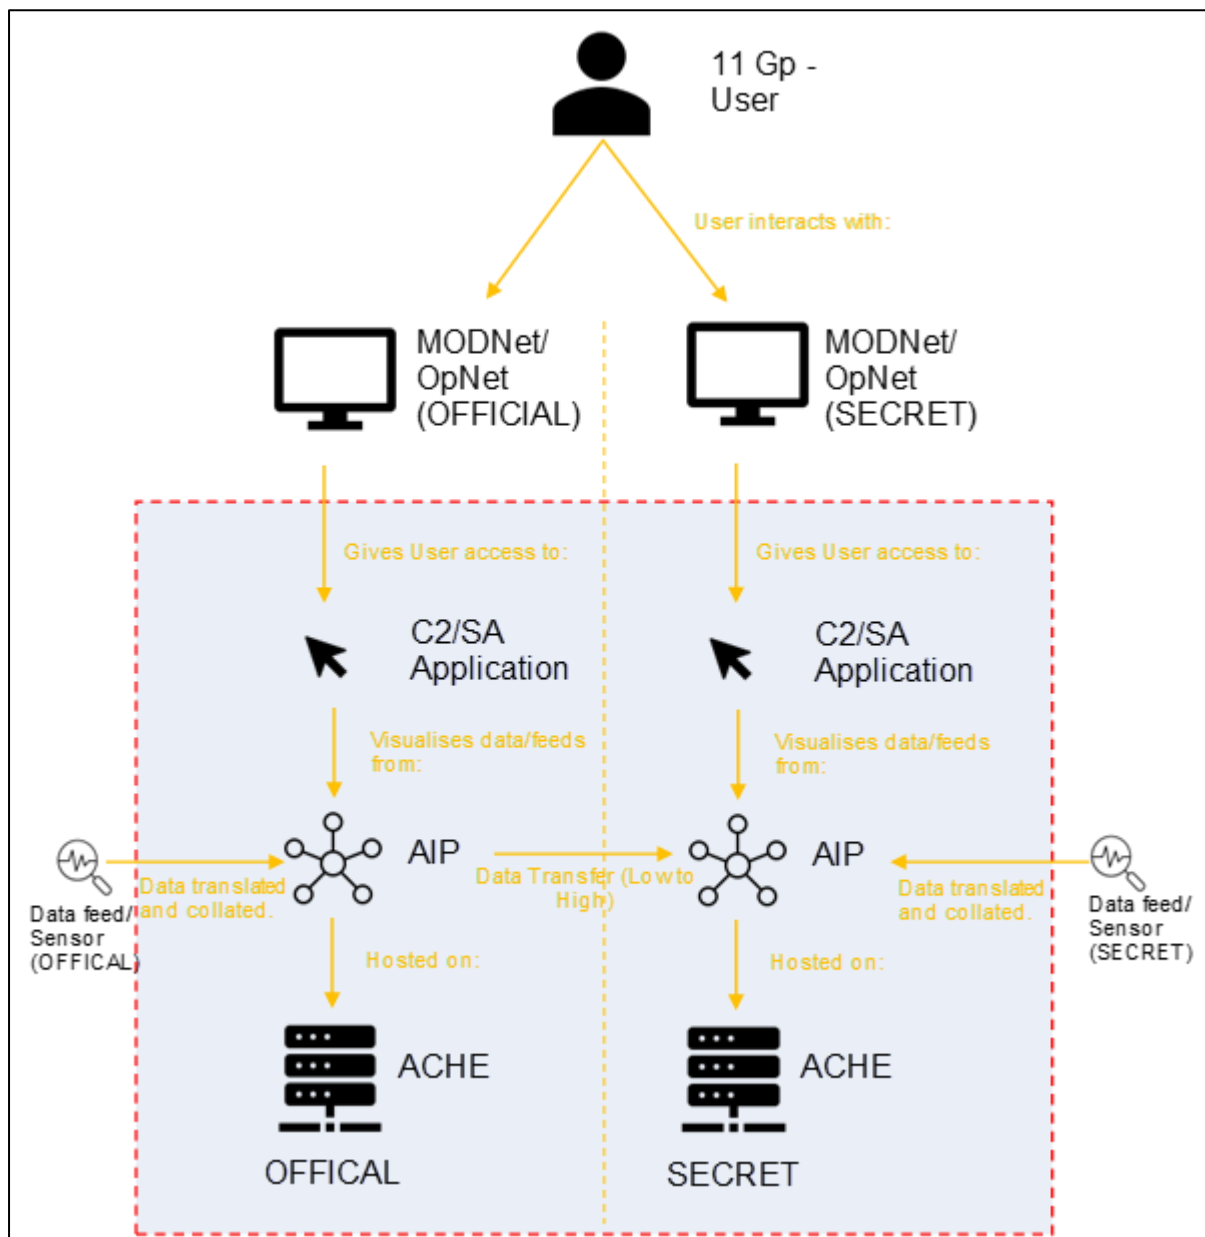 11 Gp -
User
User interacts with:
MODNet/
OpNet
(OFFICIAL)
MODNet/
OpNet
(SECRET)
Gives User access to:
Gives User access to:
C2/SA
Application
C2/SA
Application
Visualises data/feeds
from:
Visualises data/feeds
from:
AIP
AIP
Data Transfer (Low to
High)
Data translated
and collated.
Data translated
and collated.
Data feed/
Sensor
(OFFICAL)
Data feed/
Sensor
(SECRET)
Hosted on:
Hosted on:
ACHE
ACHE
OFFICAL
SECRET